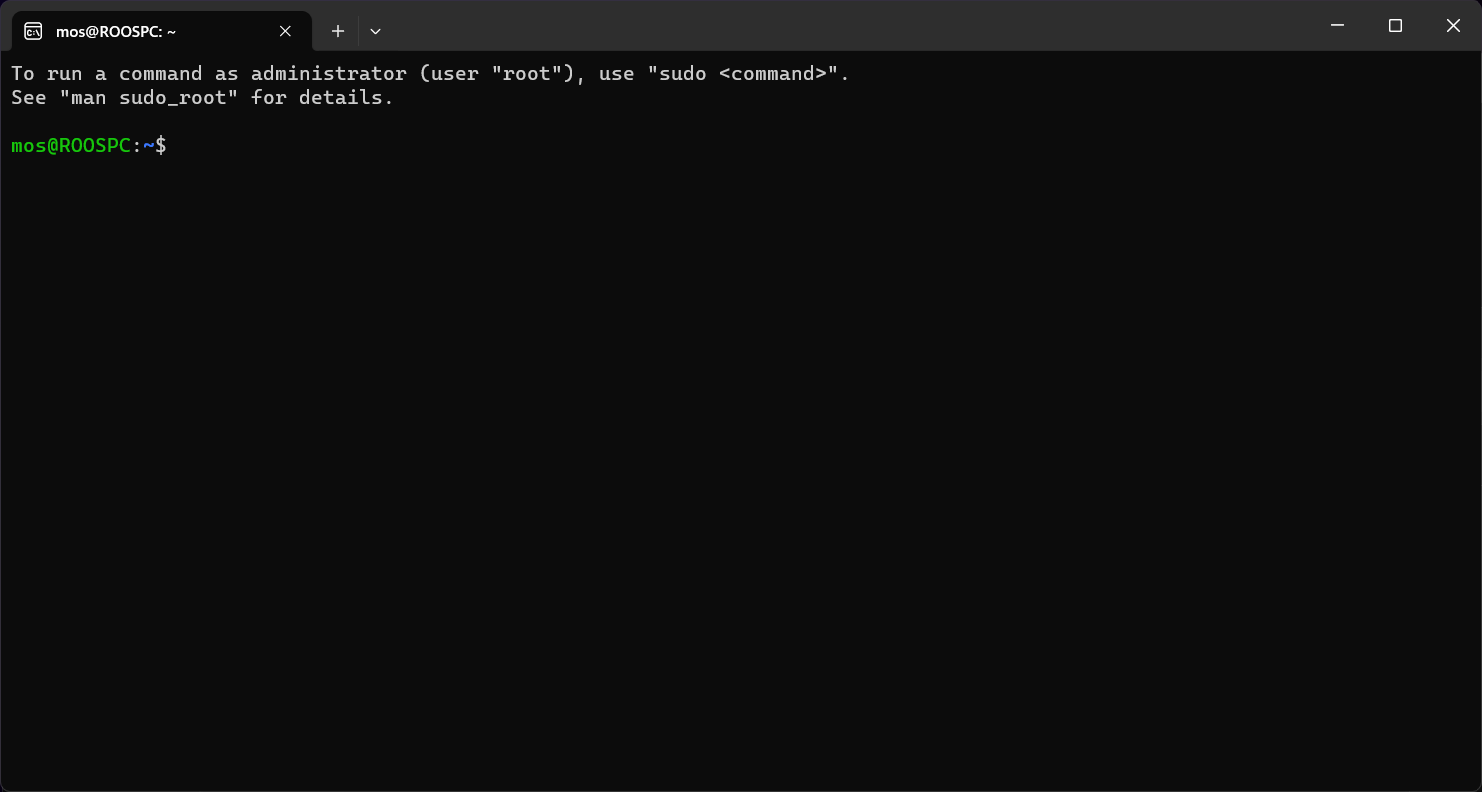 mos@ROOSPC: ~
To run a command as administrator (user "root"), use "sudo <command>".
See "man sudo_root" for details.
mos@ROOSPC:~$